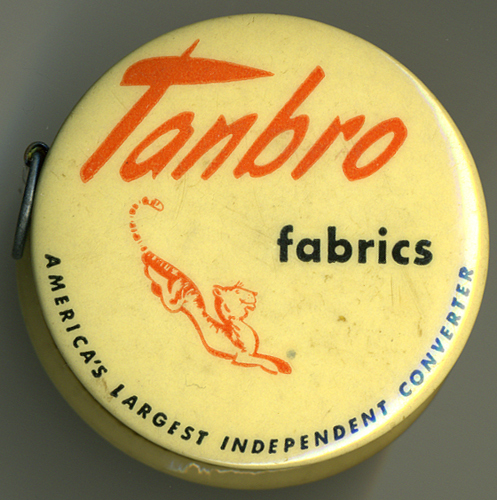 Tanbro
fabrics
AMERICA'S LARGEST INDEPENDENT CONVERTER